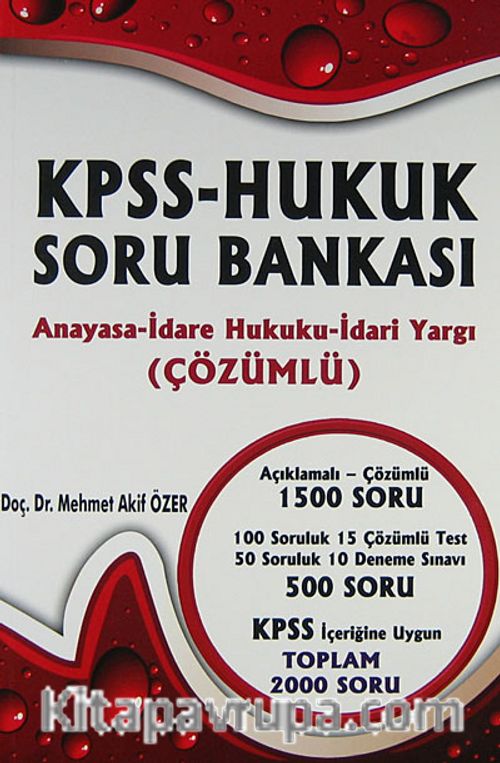 KPSS-HUKUK
SORU BANKASI
Anayasa-İdare Hukuku-İdari Yargı
(ÇÖZÜMLÜ)
Açıklamalı – Çözümlü
1500 SORU
Doç. Dr. Mehmet Akif ÖZER
100 Soruluk 15 Çözümlü Test
50 Soruluk 10 Deneme Sınavı
500 SORU
KPSS İçeriğine Uygun
TOPLAM
2000 SORU
Kitapavrupa.com